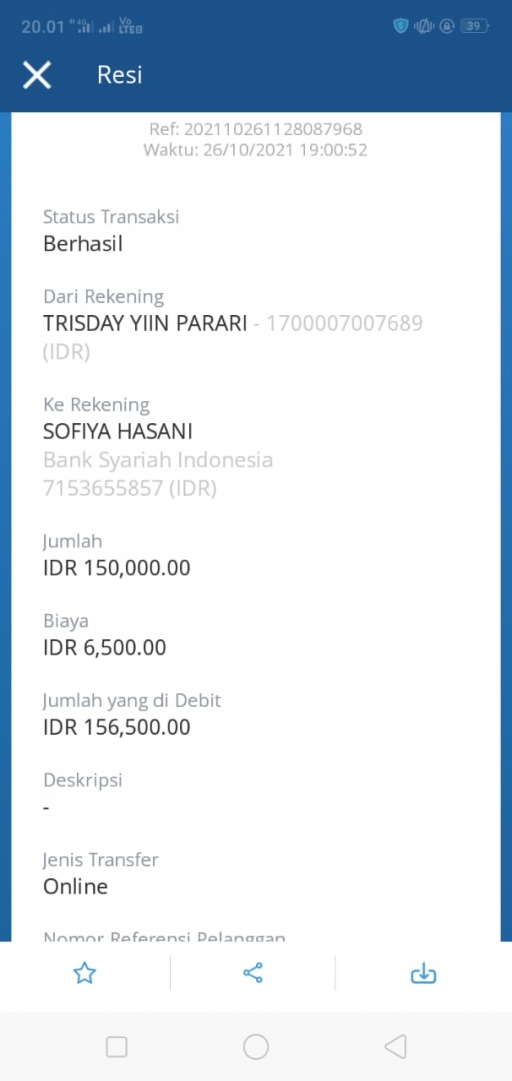 20.01 4G Vo LTE
39
Resi
Ref: 202110261128087968
Waktu: 26/10/2021 19:00:52
Status Transaksi
Berhasil
Dari Rekening
TRISDAY YIIN PARARI - 1700007007689
(IDR)
Ke Rekening
SOFIYA HASANI
Bank Syariah Indonesia
7153655857 (IDR)
Jumlah
IDR 150,000.00
Biaya
IDR 6,500.00
Jumlah yang di Debit
IDR 156,500.00
Deskripsi
-
Jenis Transfer
Online
Nomor Referensi Pelanggan